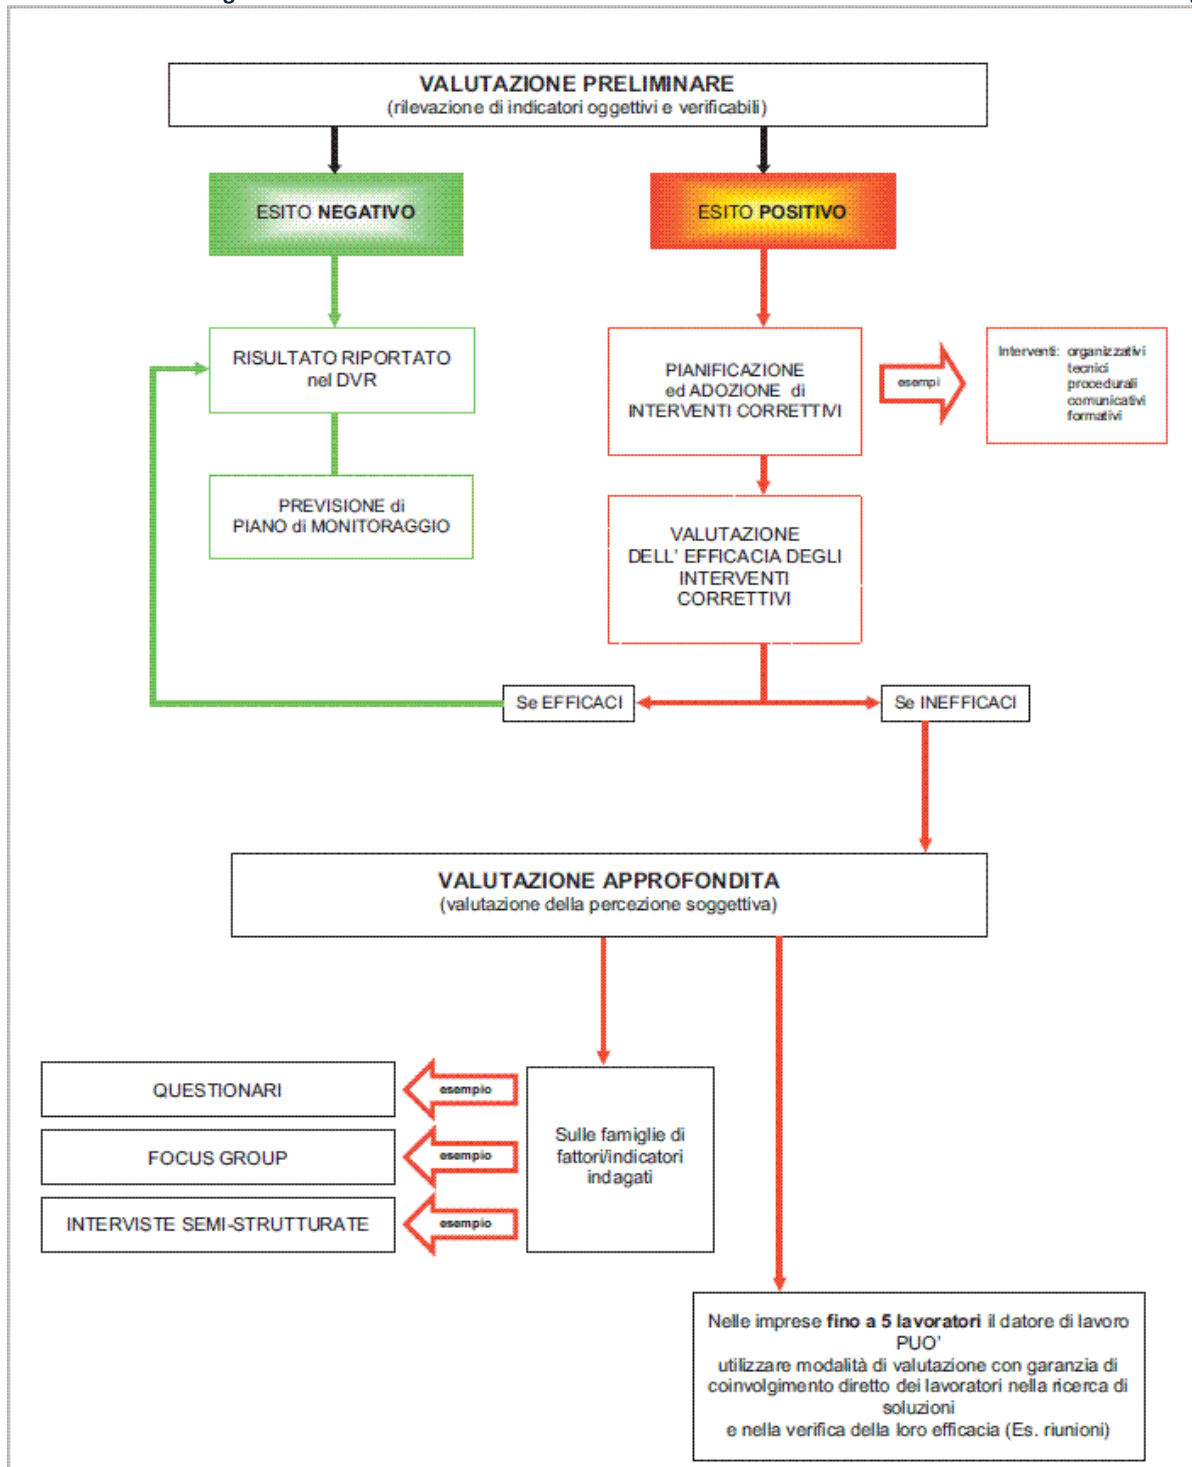 VALUTAZIONE PRELIMINARE
(rilevazione di indicatori oggettivi e verificabili)
ESITO NEGATIVO
ESITO POSITIVO
RISULTATO RIPORTATO
nel DVR
PIANIFICAZIONE
ed ADOZIONE di
INTERVENTI CORRETTIVI
esempi
Interventi: organizzativi
tecnici
procedurali
comunicativi
formativi
PREVISIONE di
PIANO di MONITORAGGIO
VALUTAZIONE
DELL' EFFICACIA DEGLI
INTERVENTI
CORRETTIVI
Se EFFICACI
Se INEFFICACI
VALUTAZIONE APPROFONDITA
(valutazione della percezione soggettiva)
QUESTIONARI
esempio
FOCUS GROUP
esempio
INTERVISTE SEMI-STRUTTURATE
esempio
Sulle famiglie di
fattori/indicatori
indagati
Nelle imprese fino a 5 lavoratori il datore di lavoro
PUO'
utilizzare modalità di valutazione con garanzia di
coinvolgimento diretto dei lavoratori nella ricerca di
soluzioni
e nella verifica della loro efficacia (Es. riunioni)